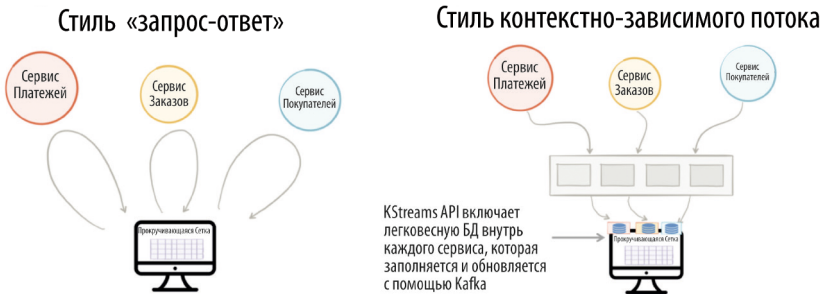 Стиль «запрос-ответ»
Сервис
Платежей
Сервис
Заказов
Сервис
Покупателей
Прокручивающаяся Сетка
Стиль контекстно-зависимого потока
Сервис
Платежей
Сервис
Заказов
Сервис
Покупателей
KStreams API включает
легковесную БД внутрь
каждого сервиса, которая
заполняется и обновляется
с помощью Kafka
Прокручивающаяся Сетка